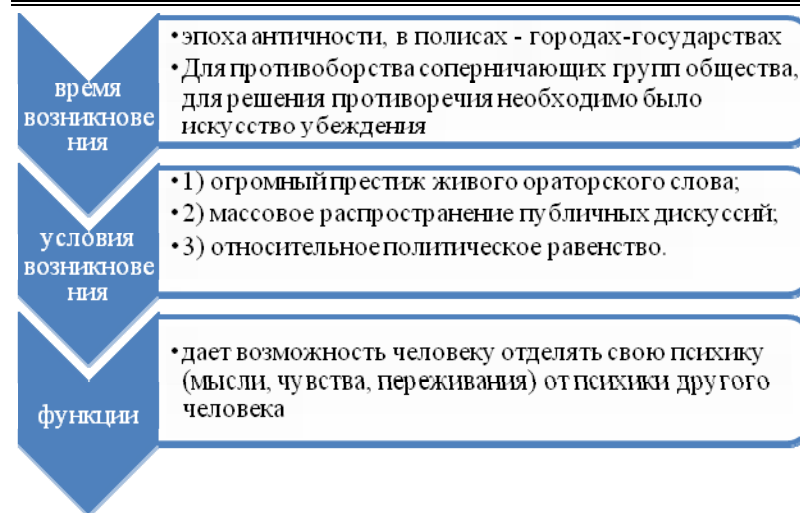 время
возникнове
ния
•эпоха античности, в полисах - городах-государствах
•Для противоборства соперничающих групп общества,
для решения противоречия необходимо было
искусство убеждения
условия
возникнове
ния
•1) огромный престиж живого ораторского слова;
•2) массовое распространение публичных дискуссий;
•3) относительное политическое равенство.
функции
•дает возможность человеку отделять свою психику
(мысли, чувства, переживания) от психики другого
человека